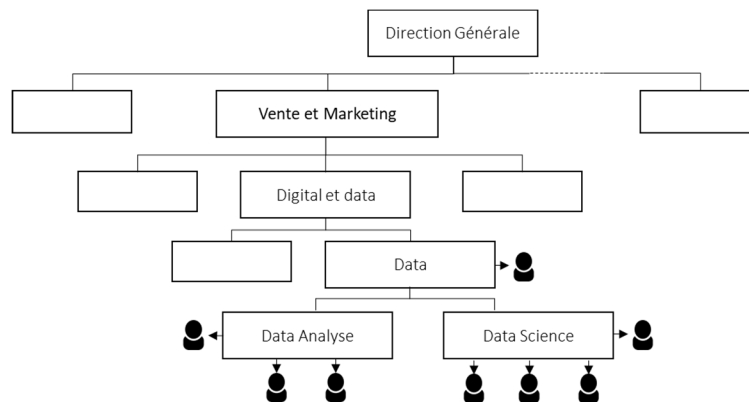 Direction Générale
Vente et Marketing
Digital et data
Data
Data Analyse
Data Science